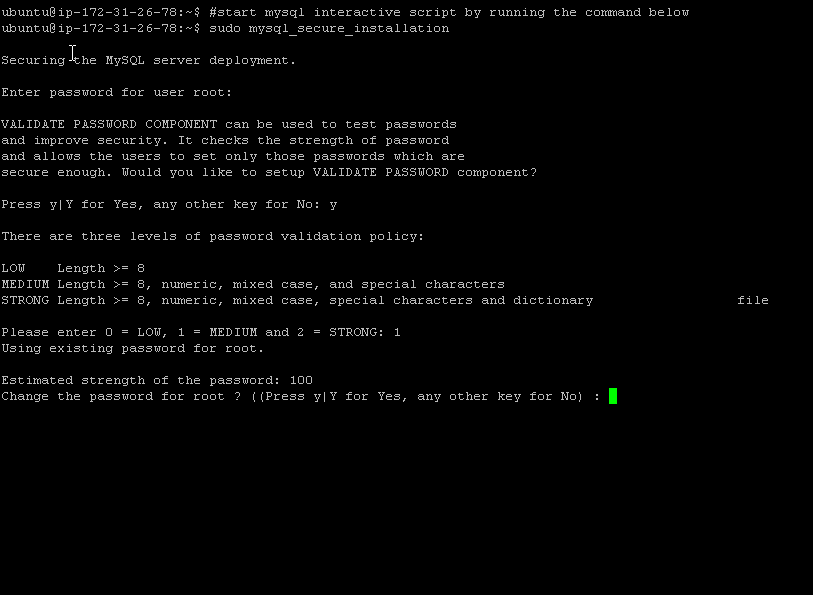 ubuntu@ip-172-31-26-78:~$ #start mysql interactive script by running the command below
ubuntu@ip-172-31-26-78:~$ sudo mysql_secure_installation
Securing the MySQL server deployment.
Enter password for user root:
VALIDATE PASSWORD COMPONENT can be used to test passwords
and improve security. It checks the strength of password
and allows the users to set only those passwords which are
secure enough. Would you like to setup VALIDATE PASSWORD component?
Press y|Y for Yes, any other key for No: y
There are three levels of password validation policy:
LOW    Length >= 8
MEDIUM Length >= 8, numeric, mixed case, and special characters
STRONG Length >= 8, numeric, mixed case, special characters and dictionary                  file
Please enter 0 = LOW, 1 = MEDIUM and 2 = STRONG: 1
Using existing password for root.
Estimated strength of the password: 100
Change the password for root ? ((Press y|Y for Yes, any other key for No) :